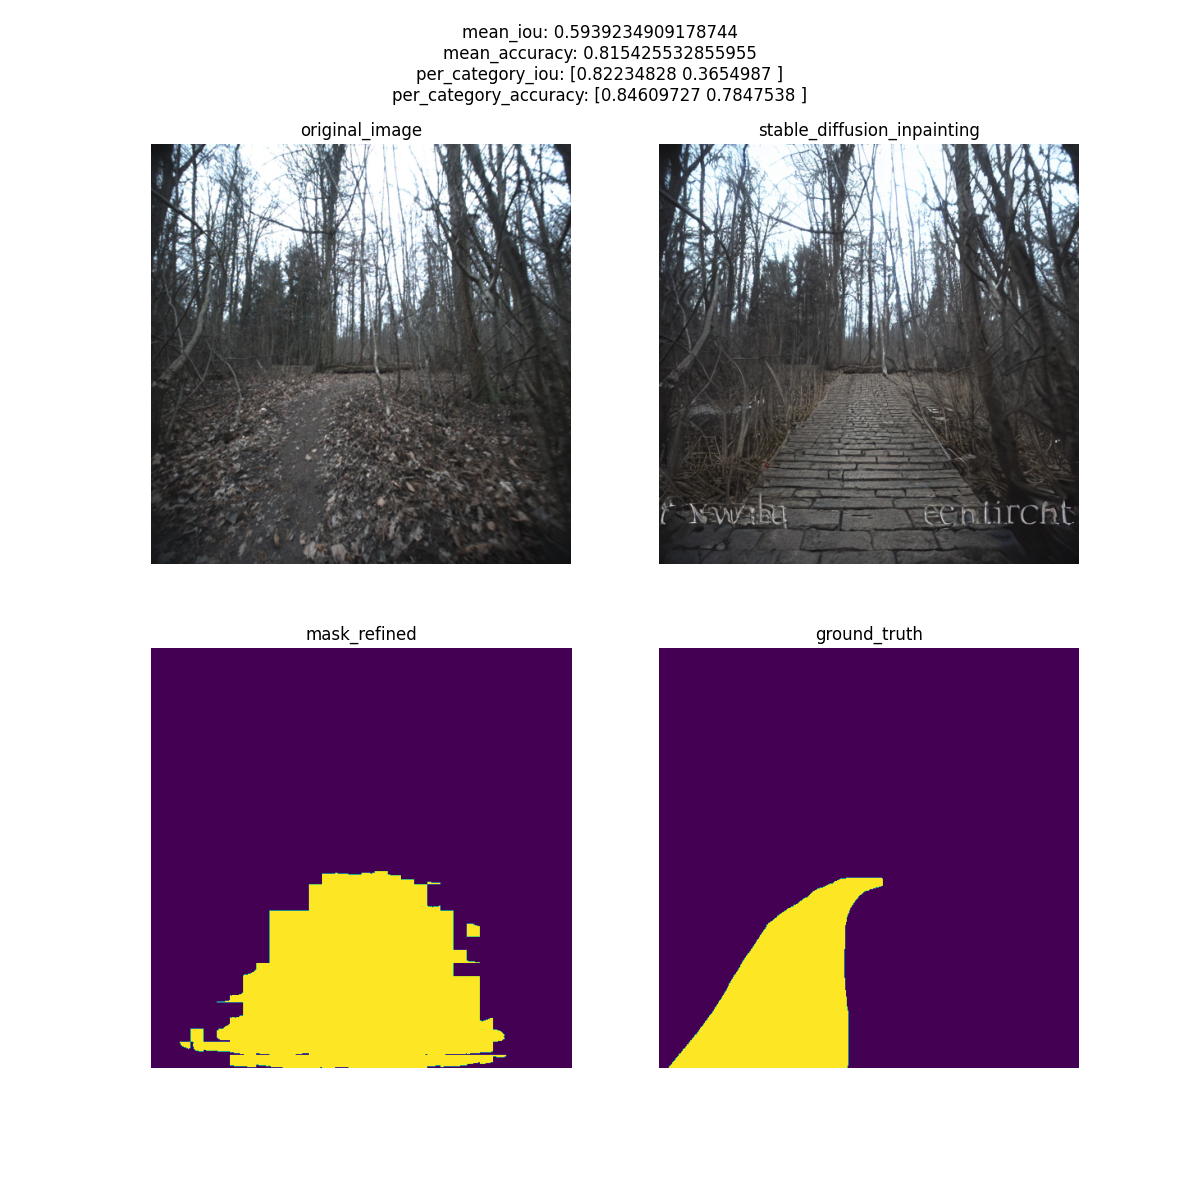 mean_iou: 0.5939234909178744
mean_accuracy: 0.815425532855955
per_category_iou: [0.82234828 0.3654987 ]
per_category_accuracy: [0.84609727 0.7847538 ]
original_image
stable_diffusion_inpainting
mask_refined
ground_truth